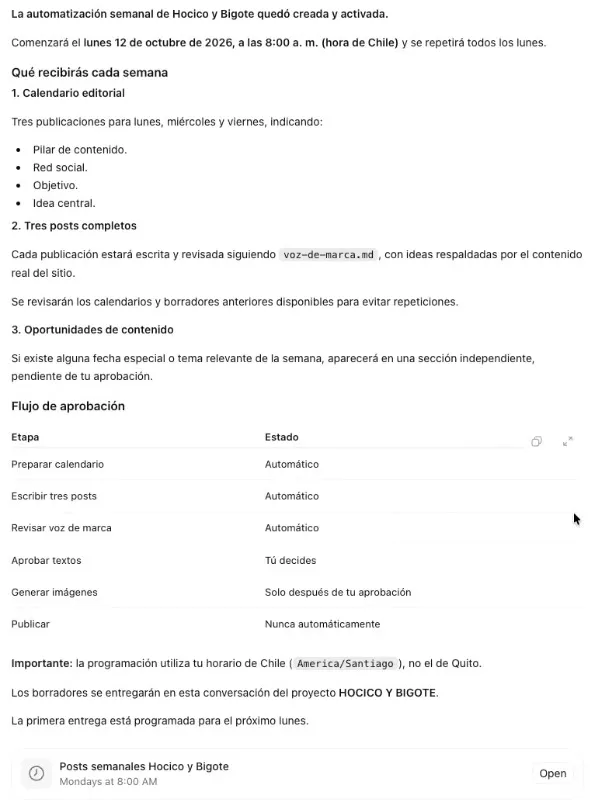 La automatización semanal de Hocico y Bigote quedó creada y activada.
Comenzará el lunes 12 de octubre de 2026, a las 8:00 a. m. (hora de Chile) y se repetirá todos los lunes.
Qué recibirás cada semana
1. Calendario editorial
Tres publicaciones para lunes, miércoles y viernes, indicando:
• Pilar de contenido.
• Red social.
• Objetivo.
• Idea central.
2. Tres posts completos
Cada publicación estará escrita y revisada siguiendo voz-de-marca.md, con ideas respaldadas por el contenido
real del sitio.
Se revisarán los calendarios y borradores anteriores disponibles para evitar repeticiones.
3. Oportunidades de contenido
Si existe alguna fecha especial o tema relevante de la semana, aparecerá en una sección independiente,
pendiente de tu aprobación.
Flujo de aprobación
Etapa Estado
Preparar calendario Automático
Escribir tres posts Automático
Revisar voz de marca Automático
Aprobar textos Tú decides
Generar imágenes Solo después de tu aprobación
Publicar Nunca automáticamente
Importante: la programación utiliza tu horario de Chile (America/Santiago), no el de Quito.
Los borradores se entregarán en esta conversación del proyecto HOCICO Y BIGOTE.
La primera entrega está programada para el próximo lunes.
Posts semanales Hocico y Bigote
Mondays at 8:00 AM
Open